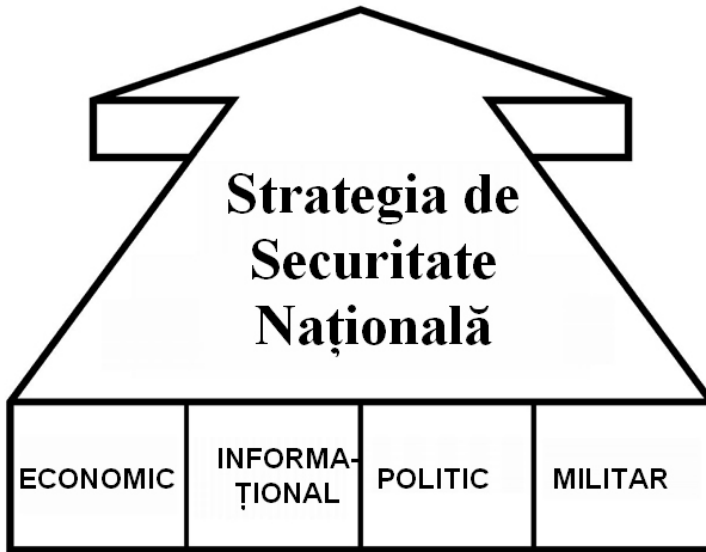 Strategia de
Securitate
Națională
ECONOMIC
INFORMA-
ȚIONAL
POLITIC
MILITAR